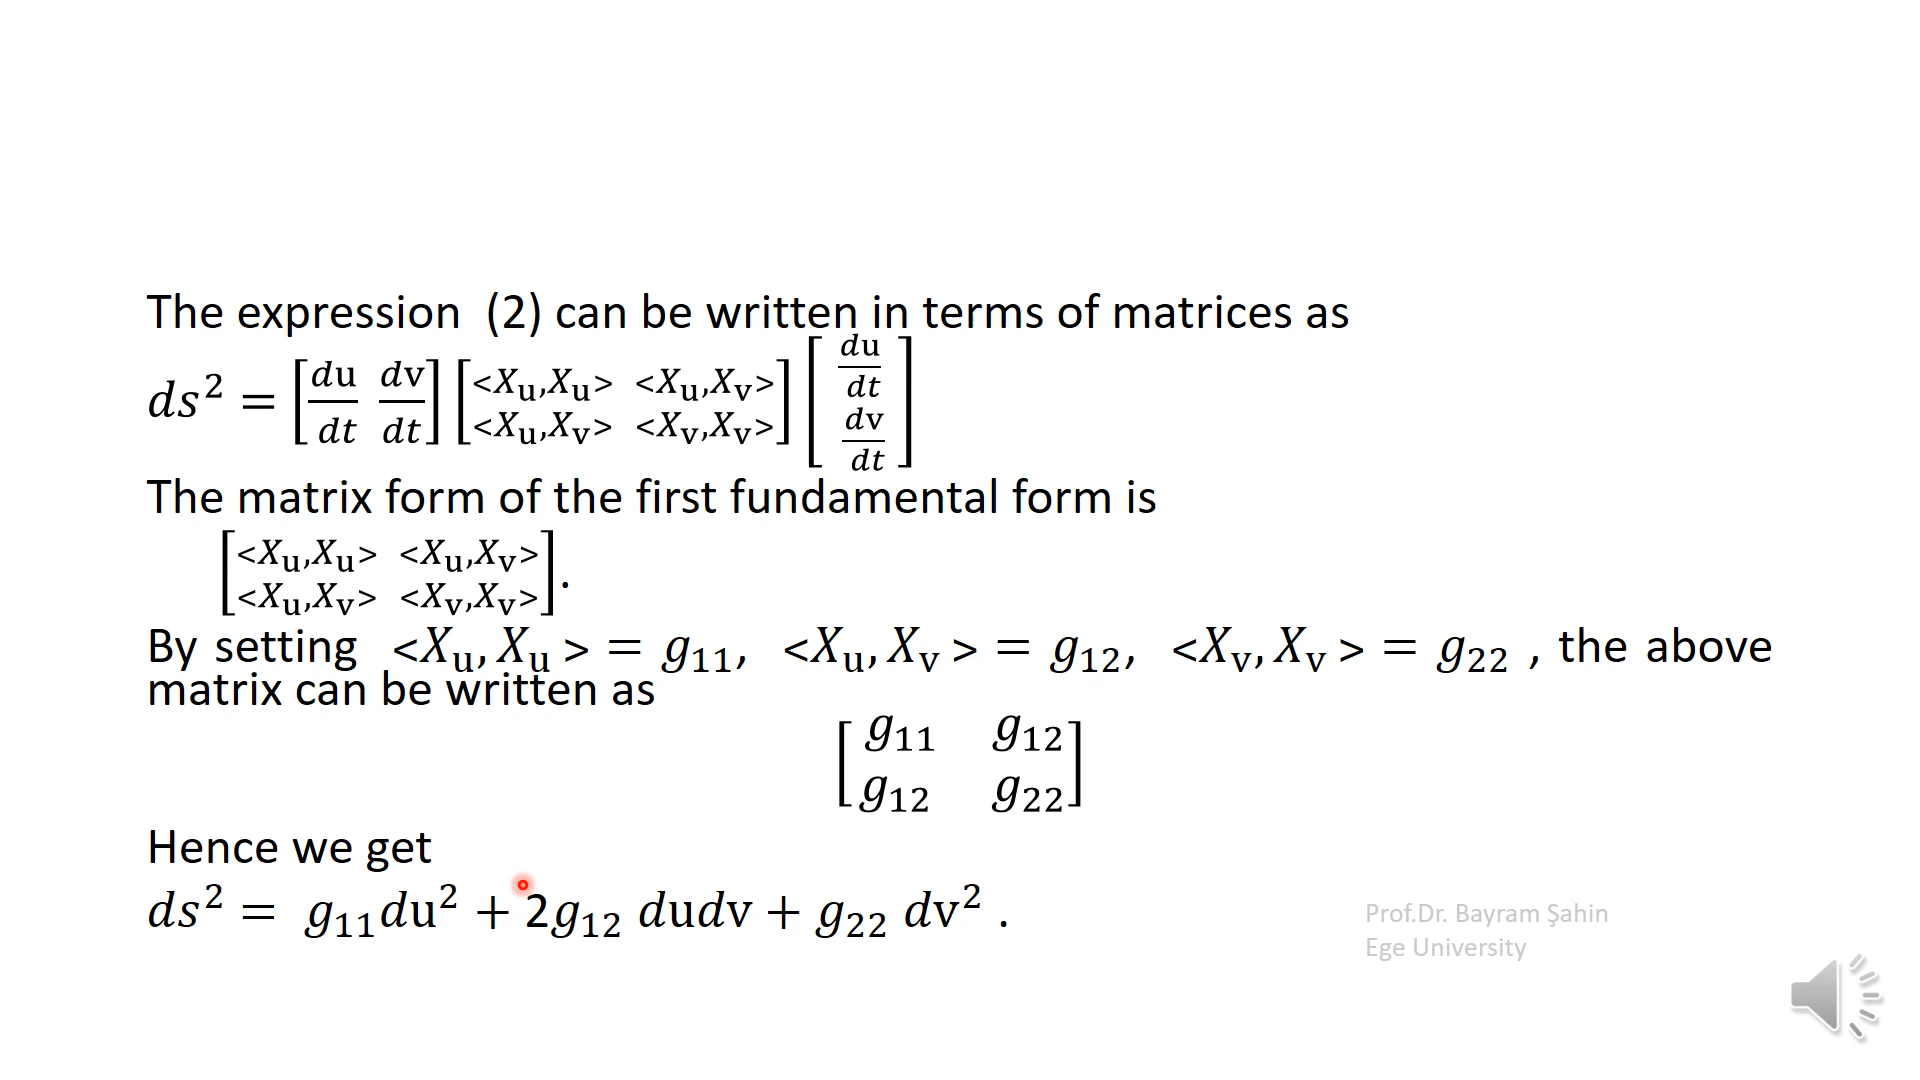 The expression (2) can be written in terms of matrices as
ds² = [du/dt dv/dt] [<Xᵤ,Xᵤ> <Xᵤ,Xᵥ> ; <Xᵤ,Xᵥ> <Xᵥ,Xᵥ>] [du/dt ; dv/dt]
The matrix form of the first fundamental form is
[<Xᵤ,Xᵤ> <Xᵤ,Xᵥ> ; <Xᵤ,Xᵥ> <Xᵥ,Xᵥ>].
By setting <Xᵤ, Xᵤ > = g₁₁, <Xᵤ, Xᵥ > = g₁₂, <Xᵥ, Xᵥ > = g₂₂ , the above
matrix can be written as
[g₁₁ g₁₂ ; g₁₂ g₂₂]
Hence we get
ds² = g₁₁du² + 2g₁₂ dudv + g₂₂ dv² .
Prof.Dr. Bayram Şahin
Ege University